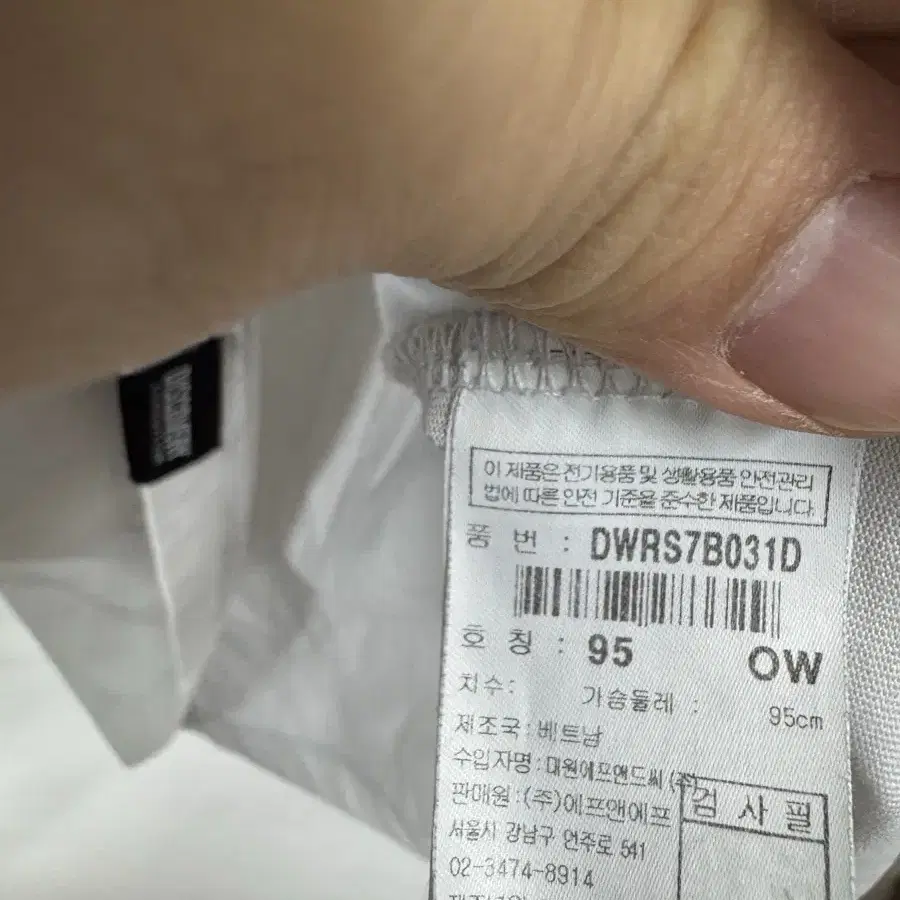 이 제품은 전기용품 및 생활용품 안전관리
법에 따른 안전 기준을 준수한 제품입니다.
품 번 : DWRS7B031D
호 칭 : 95 OW
치수: 가슴둘레 : 95cm
제조국: 베트남
수입자명: 대원에프앤드씨 (주)
판매원 :(주)에프앤에프
서울시 강남구 언주로 541
02-3474-8914
검 사 필